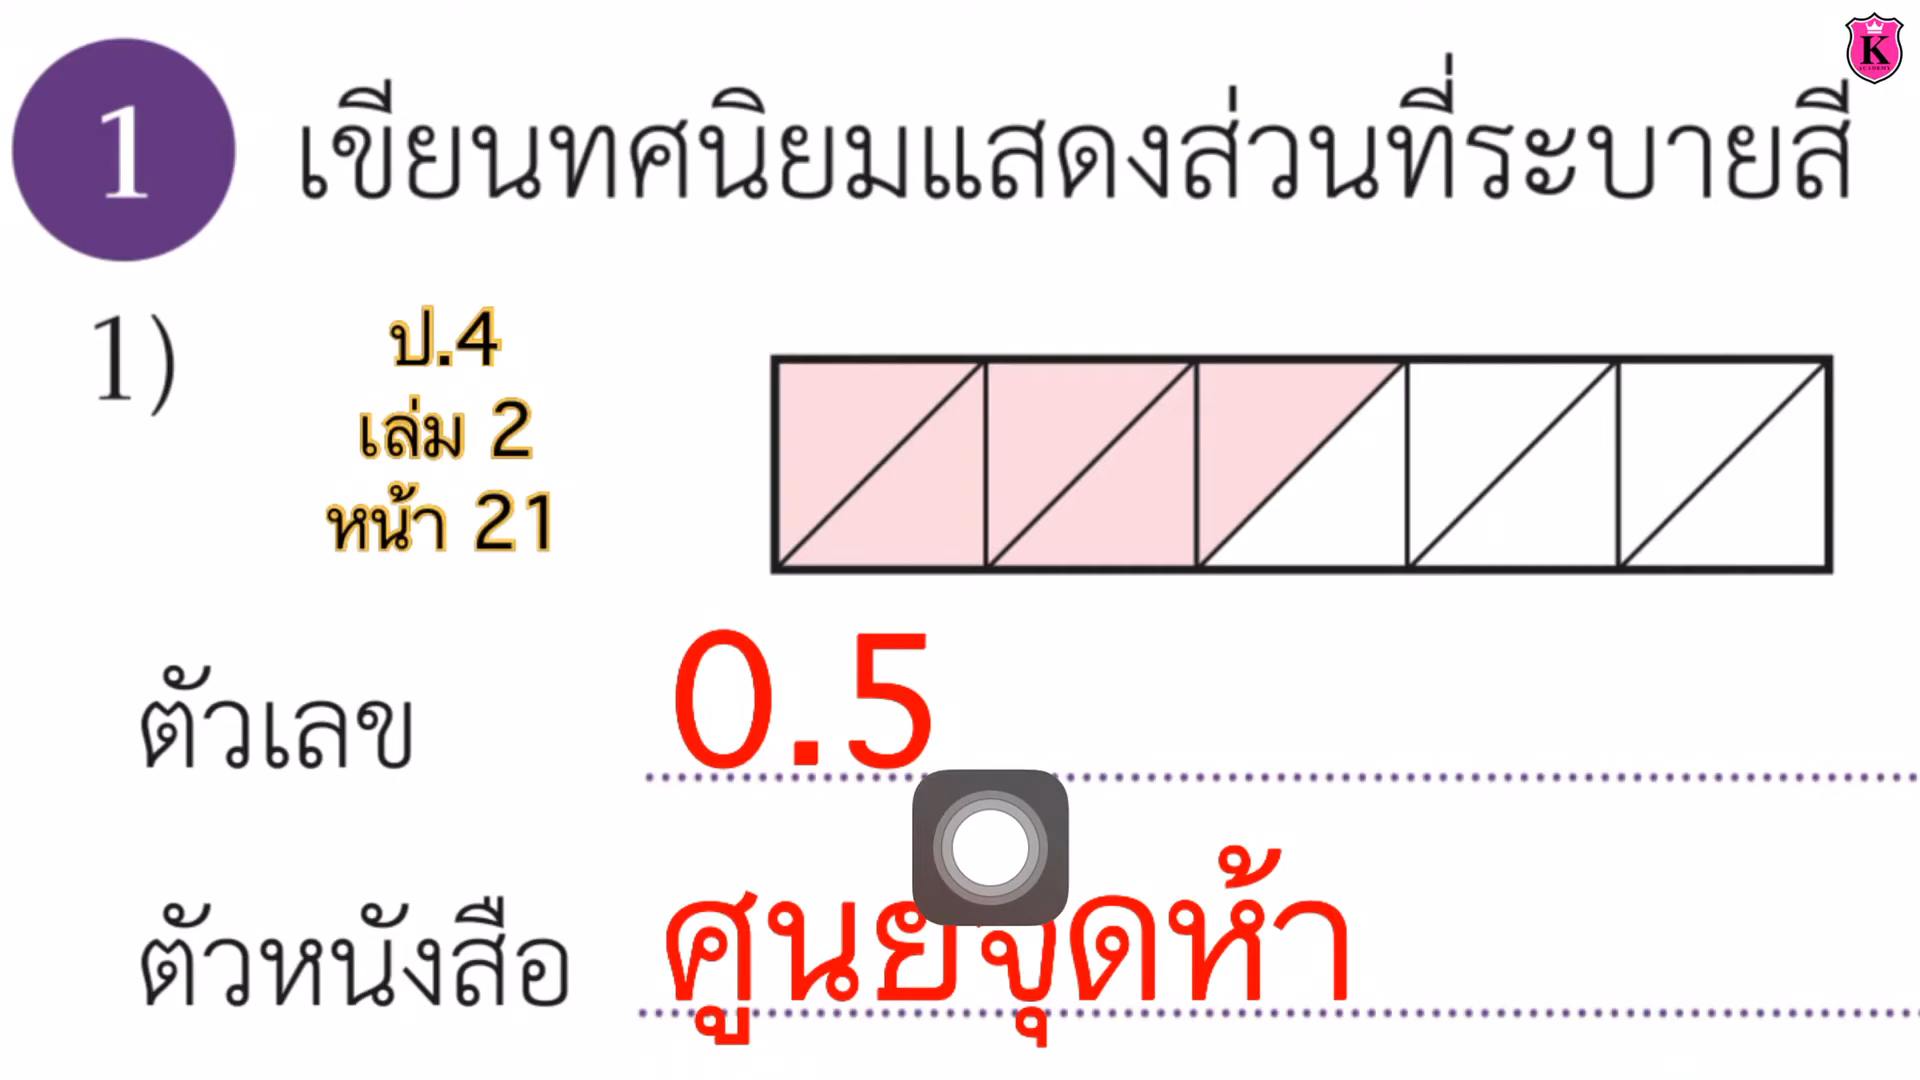 1 เขียนทศนิยมแสดงส่วนที่ระบายสี
K
ACADEMY
1)
ป.4
เล่ม 2
หน้า 21
ตัวเลข 0.5
ตัวหนังสือ ศูนย์จุดห้า